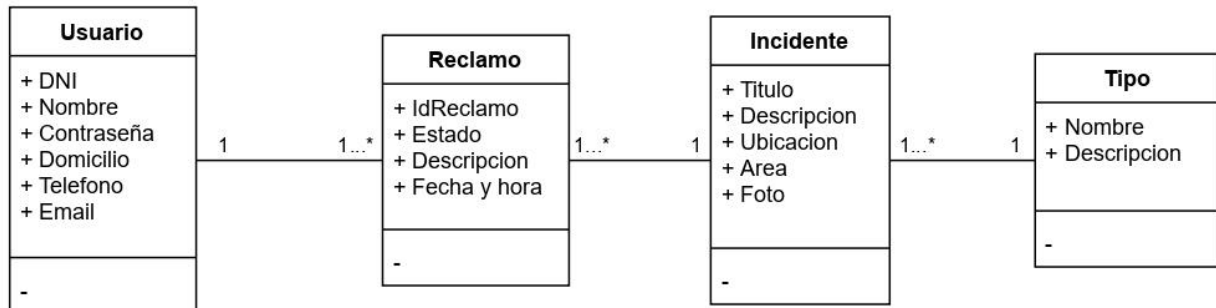 Usuario
+ DNI
+ Nombre
+ Contraseña
+ Domicilio
+ Telefono
+ Email
-
1
1...*
Reclamo
+ IdReclamo
+ Estado
+ Descripcion
+ Fecha y hora
-
1...*
1
Incidente
+ Titulo
+ Descripcion
+ Ubicacion
+ Area
+ Foto
-
1...*
1
Tipo
+ Nombre
+ Descripcion
-